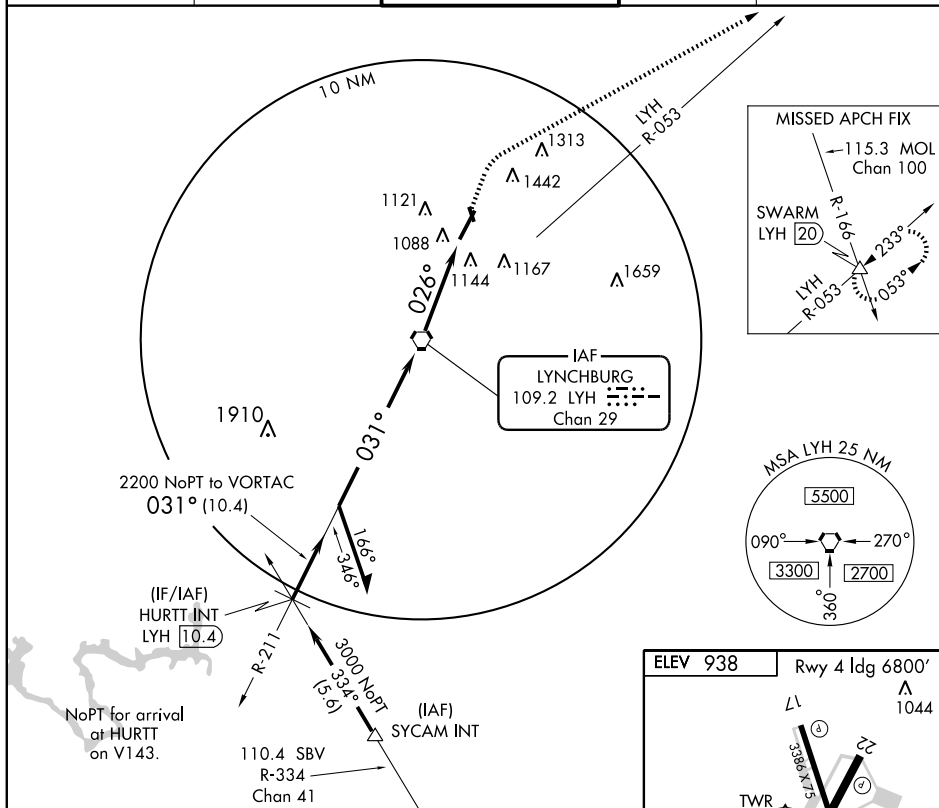 10 NM
LYH
R-053
1313
1442
1121
1088
1144
1167
1659
026°
MISSED APCH FIX
115.3 MOL
Chan 100
R-166
SWARM
LYH 20
233°
053°
LYH
R-053
IAF
LYNCHBURG
109.2 LYH
Chan 29
1910
031°
2200 NoPT to VORTAC
031° (10.4)
166°
346°
(IF/IAF)
HURTT INT
LYH 10.4
R-211
3000 NoPT
334°
(5.6)
(IAF)
SYCAM INT
NoPT for arrival
at HURTT
on V143.
110.4 SBV
R-334
Chan 41
MSA LYH 25 NM
5500
090°
270°
3300
2700
360°
ELEV 938
Rwy 4 ldg 6800'
1044
17
P
22
3386 X 75
P
TWR